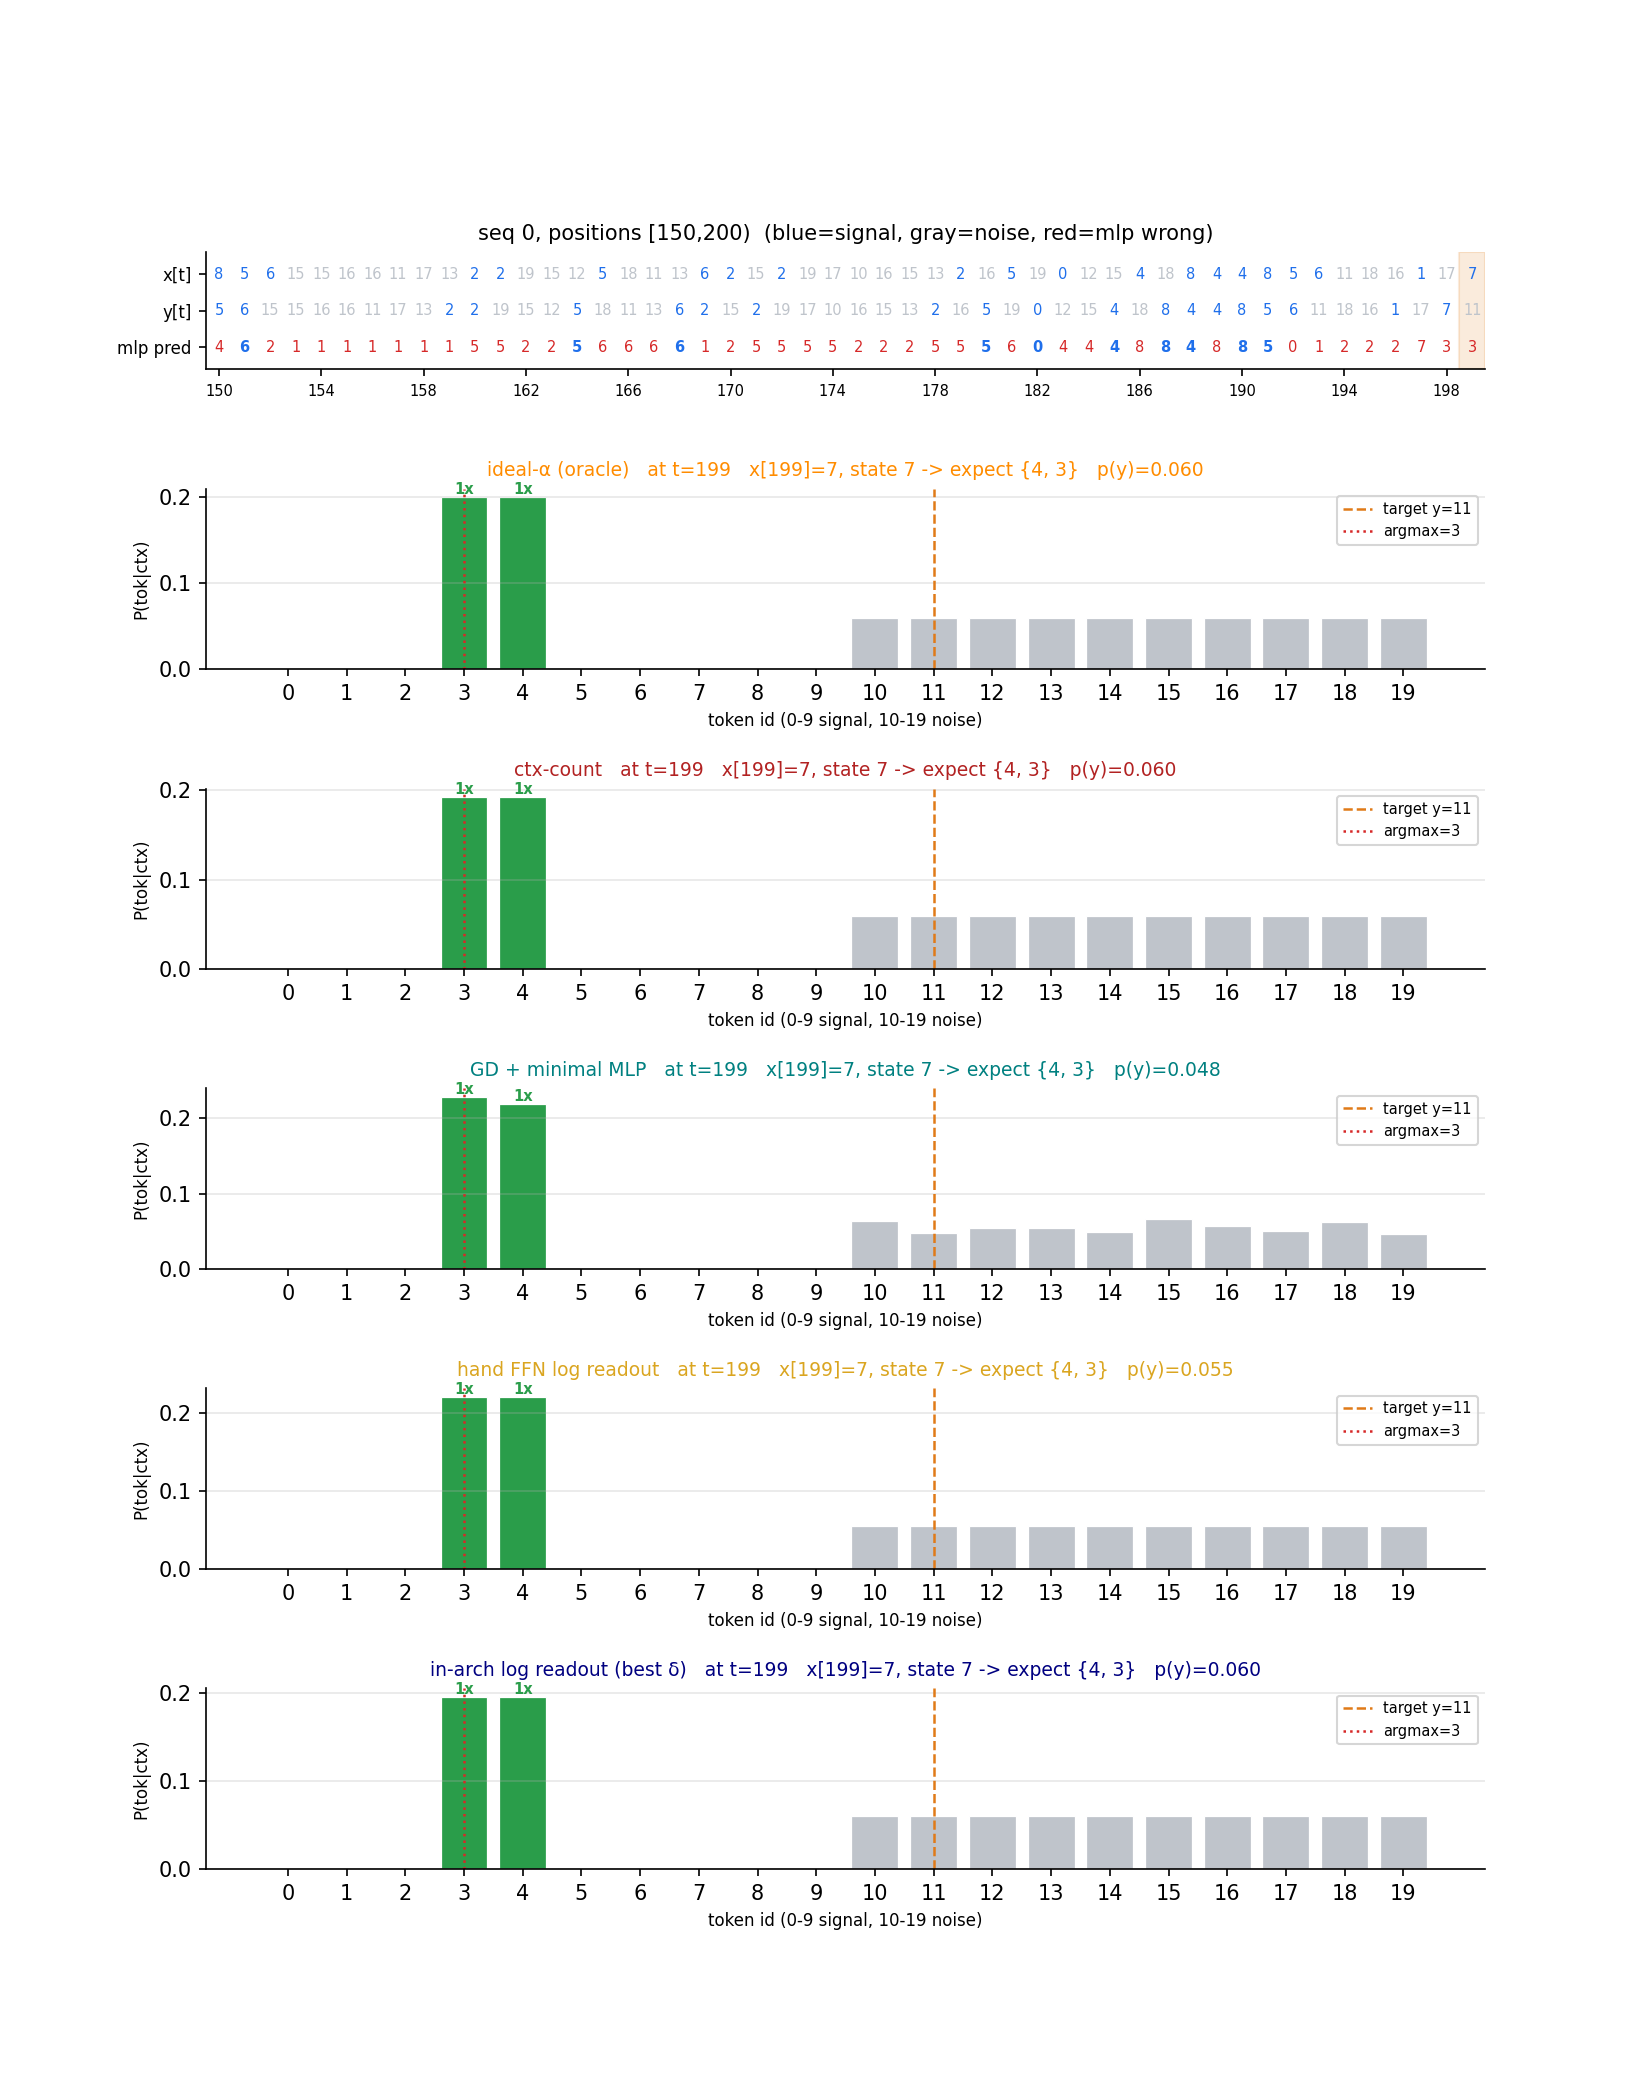 seq 0, positions [150,200)  (blue=signal, gray=noise, red=mlp wrong)
x[t] 8 5 6 15 15 16 16 11 17 13 2 2 19 15 12 5 18 11 13 6 2 15 2 19 17 10 16 15 13 2 16 5 19 0 12 15 4 18 8 4 4 8 5 6 11 18 16 1 17 7
y[t] 5 6 15 15 16 16 11 17 13 2 2 19 15 12 5 18 11 13 6 2 15 2 19 17 10 16 15 13 2 16 5 19 0 12 15 4 18 8 4 4 8 5 6 11 18 16 1 17 7 11
mlp pred 4 6 2 1 1 1 1 1 1 1 5 5 2 2 5 6 6 6 6 1 2 5 5 5 5 2 2 2 5 5 5 6 0 4 4 4 8 8 4 8 8 5 0 1 2 2 2 7 3 3
150 154 158 162 166 170 174 178 182 186 190 194 198
ideal-α (oracle)   at t=199   x[199]=7, state 7 -> expect {4, 3}   p(y)=0.060
1x 1x
target y=11
argmax=3
P(tok|ctx)
0.2
0.1
0.0
0 1 2 3 4 5 6 7 8 9 10 11 12 13 14 15 16 17 18 19
token id (0-9 signal, 10-19 noise)
ctx-count   at t=199   x[199]=7, state 7 -> expect {4, 3}   p(y)=0.060
1x 1x
target y=11
argmax=3
P(tok|ctx)
0.2
0.1
0.0
0 1 2 3 4 5 6 7 8 9 10 11 12 13 14 15 16 17 18 19
token id (0-9 signal, 10-19 noise)
GD + minimal MLP   at t=199   x[199]=7, state 7 -> expect {4, 3}   p(y)=0.048
1x 1x
target y=11
argmax=3
P(tok|ctx)
0.2
0.1
0.0
0 1 2 3 4 5 6 7 8 9 10 11 12 13 14 15 16 17 18 19
token id (0-9 signal, 10-19 noise)
hand FFN log readout   at t=199   x[199]=7, state 7 -> expect {4, 3}   p(y)=0.055
1x 1x
target y=11
argmax=3
P(tok|ctx)
0.2
0.1
0.0
0 1 2 3 4 5 6 7 8 9 10 11 12 13 14 15 16 17 18 19
token id (0-9 signal, 10-19 noise)
in-arch log readout (best δ)   at t=199   x[199]=7, state 7 -> expect {4, 3}   p(y)=0.060
1x 1x
target y=11
argmax=3
P(tok|ctx)
0.2
0.1
0.0
0 1 2 3 4 5 6 7 8 9 10 11 12 13 14 15 16 17 18 19
token id (0-9 signal, 10-19 noise)